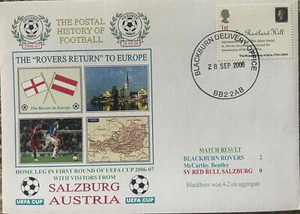 THE POSTAL
HISTORY OF
FOOTBALL
2006-07
THE "ROVERS RETURN" TO EUROPE
The Rovers in Europe
1st
Rowland Hill
BLACKBURN DELIVERY OFFICE
28 SEP 2006
BB22AB
HOME LEG IN FIRST ROUND OF UEFA CUP 2006-07
WITH VISITORS FROM
SALZBURG
AUSTRIA
UEFA CUP
UEFA CUP
MATCH RESULT
BLACKBURN ROVERS 2
McCarthy, Bentley
SV RED BULL SALZBURG 0
Blackburn won 4-2 on aggregate